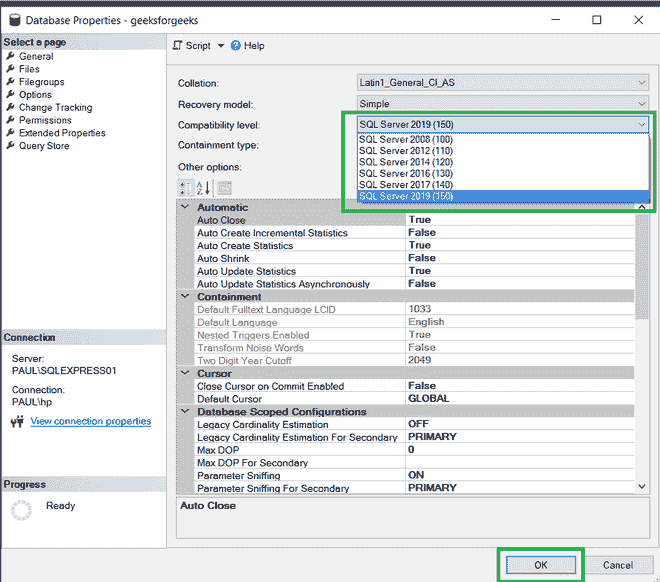 Database Properties - geeksforgeeks
Select a page
General
Files
Filegroups
Options
Change Tracking
Permissions
Extended Properties
Query Store
Connection
Server:
PAUL\SQLEXPRESS01
Connection:
PAUL\hp
View connection properties
Progress
Ready
Script Help
Collation: Latin1_General_CI_AS
Recovery model: Simple
Compatibility level: SQL Server 2019 (150)
SQL Server 2008 (100)
SQL Server 2012 (110)
Containment type:
SQL Server 2014 (120)
SQL Server 2016 (130)
Other options:
SQL Server 2017 (140)
SQL Server 2019 (150)
Automatic
Auto Close True
Auto Create Incremental Statistics False
Auto Create Statistics True
Auto Shrink False
Auto Update Statistics True
Auto Update Statistics Asynchronously False
Containment
Default Fulltext Language LCID 1033
Default Language English
Nested Triggers Enabled True
Transform Noise Words False
Two Digit Year Cutoff 2049
Cursor
Close Cursor on Commit Enabled False
Default Cursor GLOBAL
Database Scoped Configurations
Legacy Cardinality Estimation OFF
Legacy Cardinality Estimation For Secondary PRIMARY
Max DOP 0
Max DOP For Secondary
Parameter Sniffing ON
Parameter Sniffing For Secondary PRIMARY
Auto Close
OK Cancel